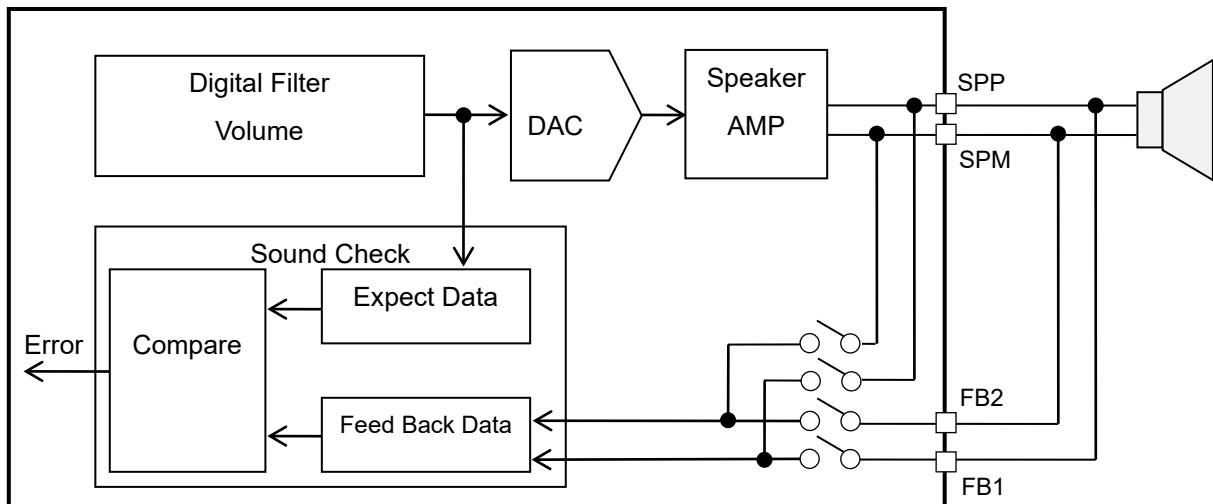 Digital Filter
Volume
DAC
Speaker
AMP
SPP
SPM
Sound Check
Expect Data
Compare
Error
Feed Back Data
FB2
FB1